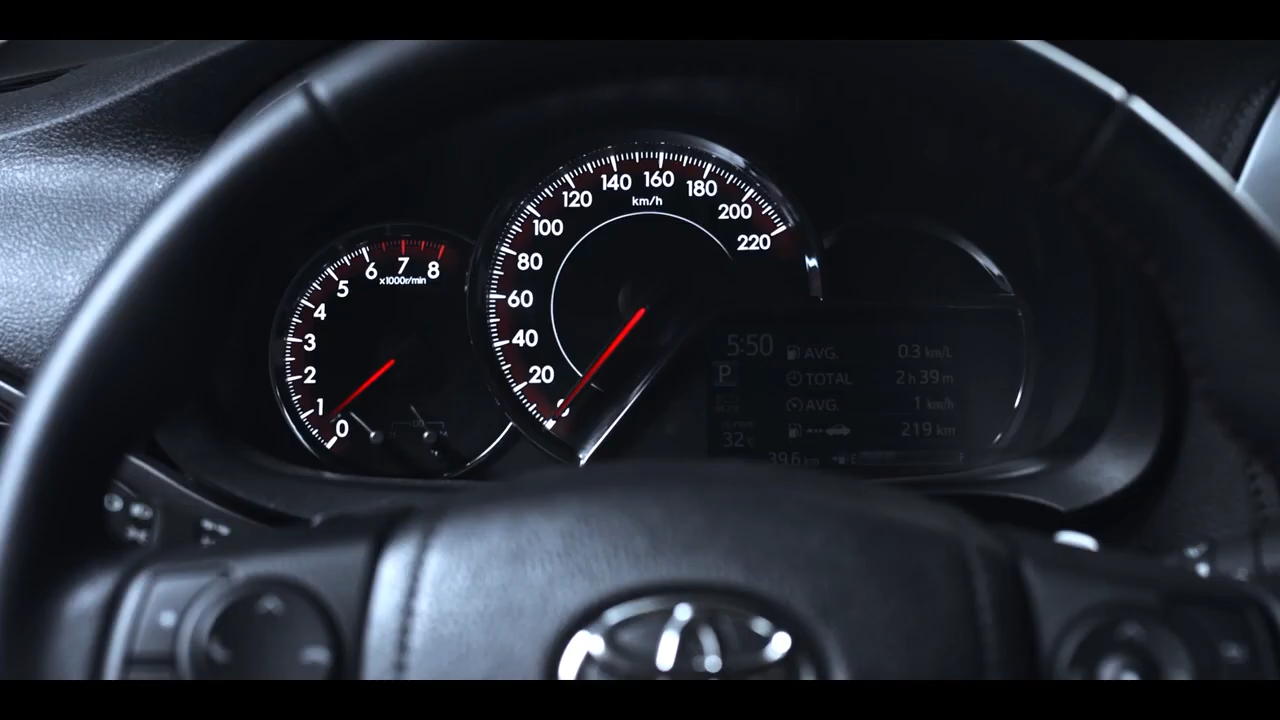 0
1
2
3
4
5
6
7
8
x1000r/min
20
40
60
80
100
120
140
160
180
200
220
km/h
5:50
P
AVG. 0.3 km/L
TOTAL 2 h 39 m
AVG. 1 km/h
219 km
32
396 km
E F